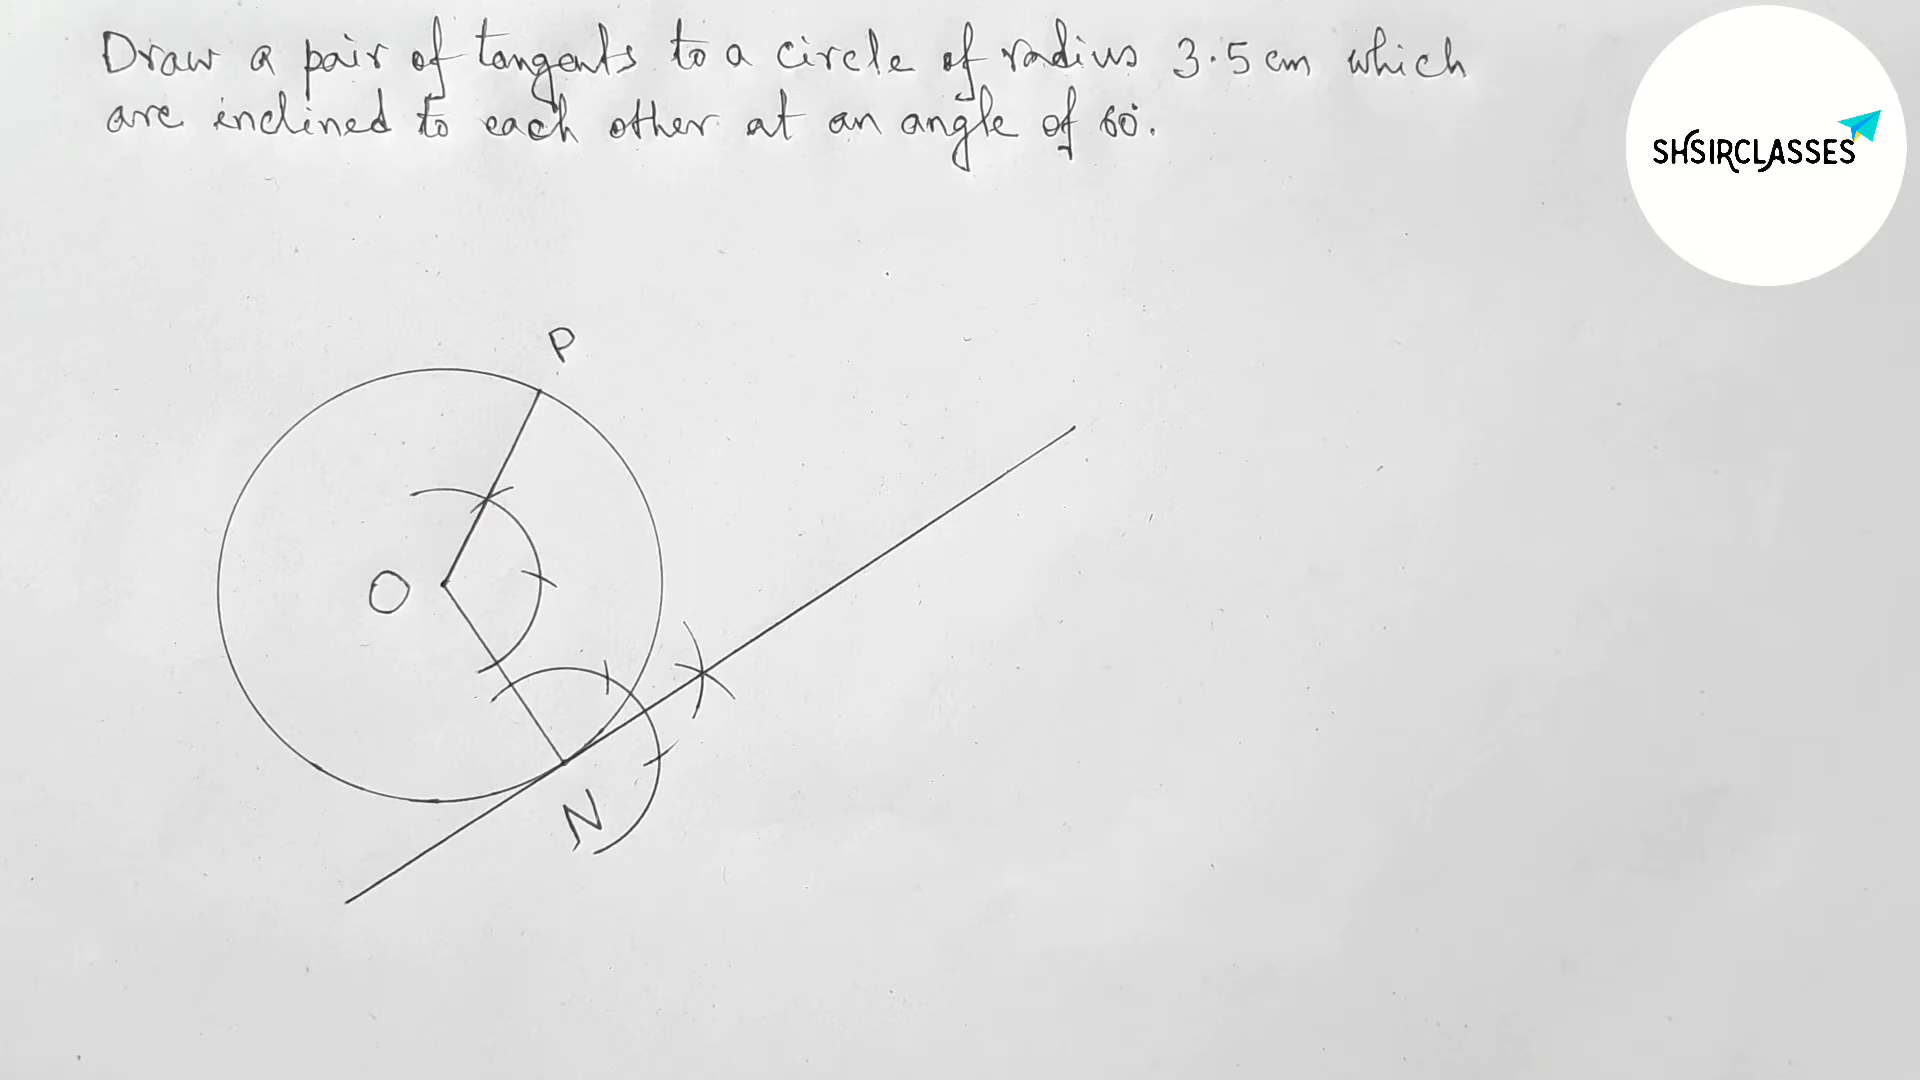 Draw a pair of tangents to a circle of radius 3.5 cm which
are inclined to each other at an angle of 60°.
SHSIRCLASSES
P
O
N